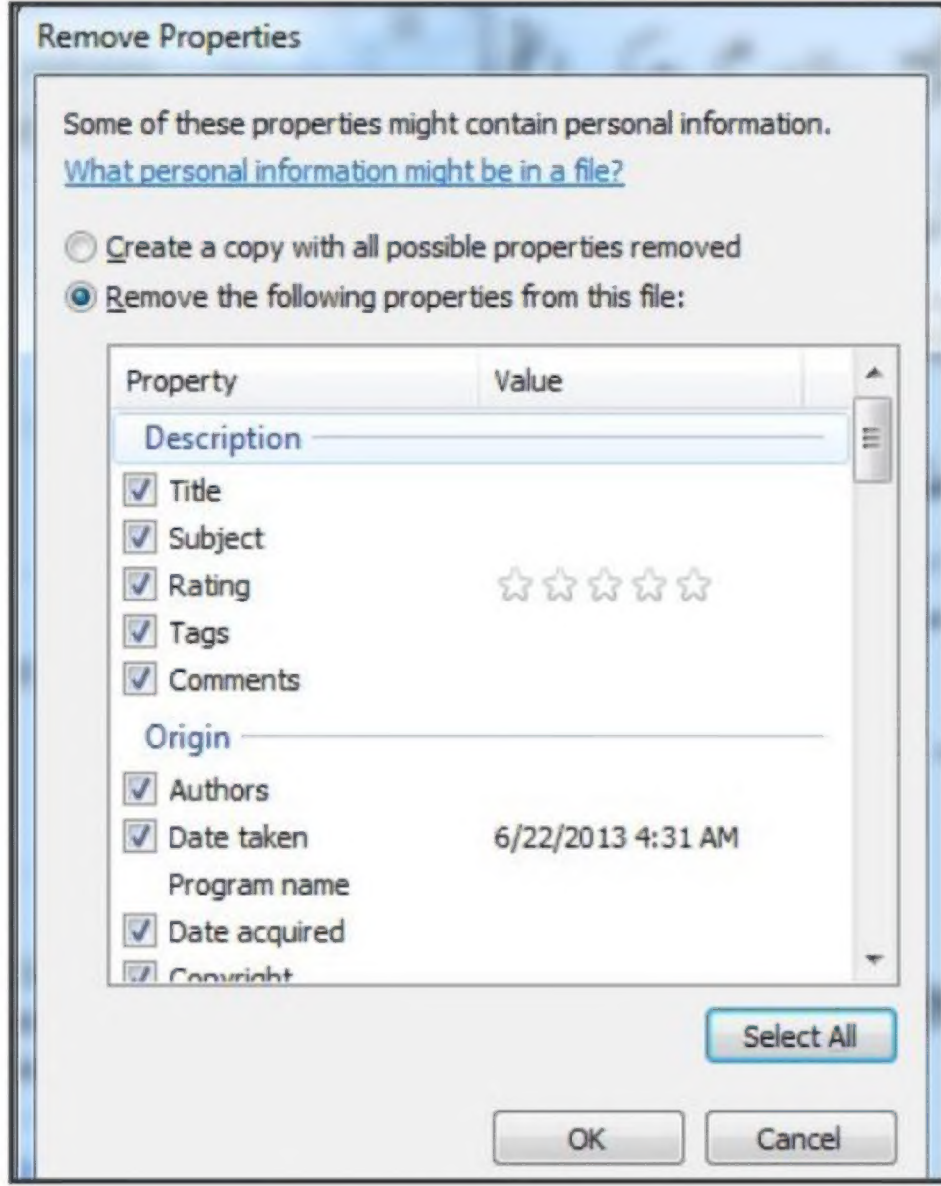 Remove Properties
Some of these properties might contain personal information.
What personal information might be in a file?
Create a copy with all possible properties removed
Remove the following properties from this file:
Property Value
Description
Title
Subject
Rating
Tags
Comments
Origin
Authors
Date taken 6/22/2013 4:31 AM
Program name
Date acquired
Copyright
Select All
OK Cancel